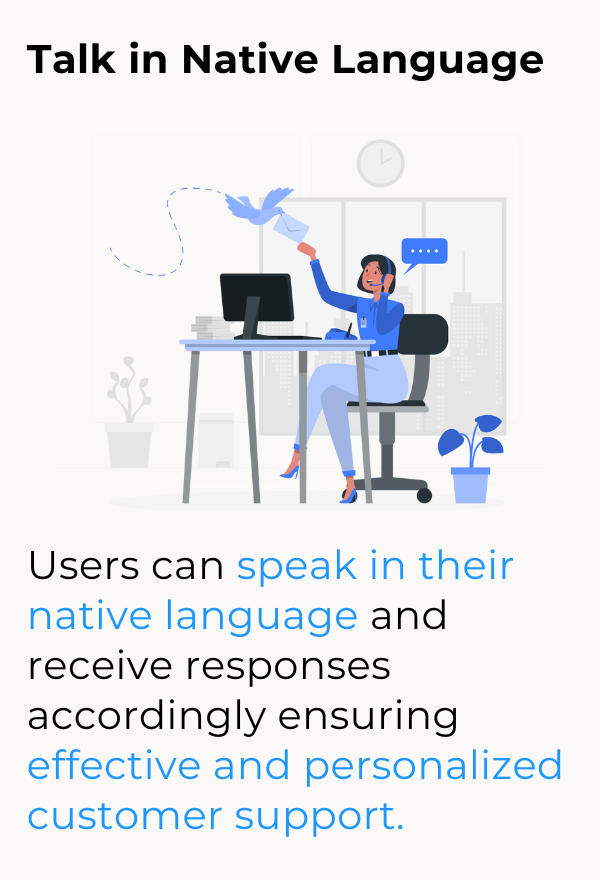 Talk in Native Language
Users can speak in their
native language and
receive responses
accordingly ensuring
effective and personalized
customer support.